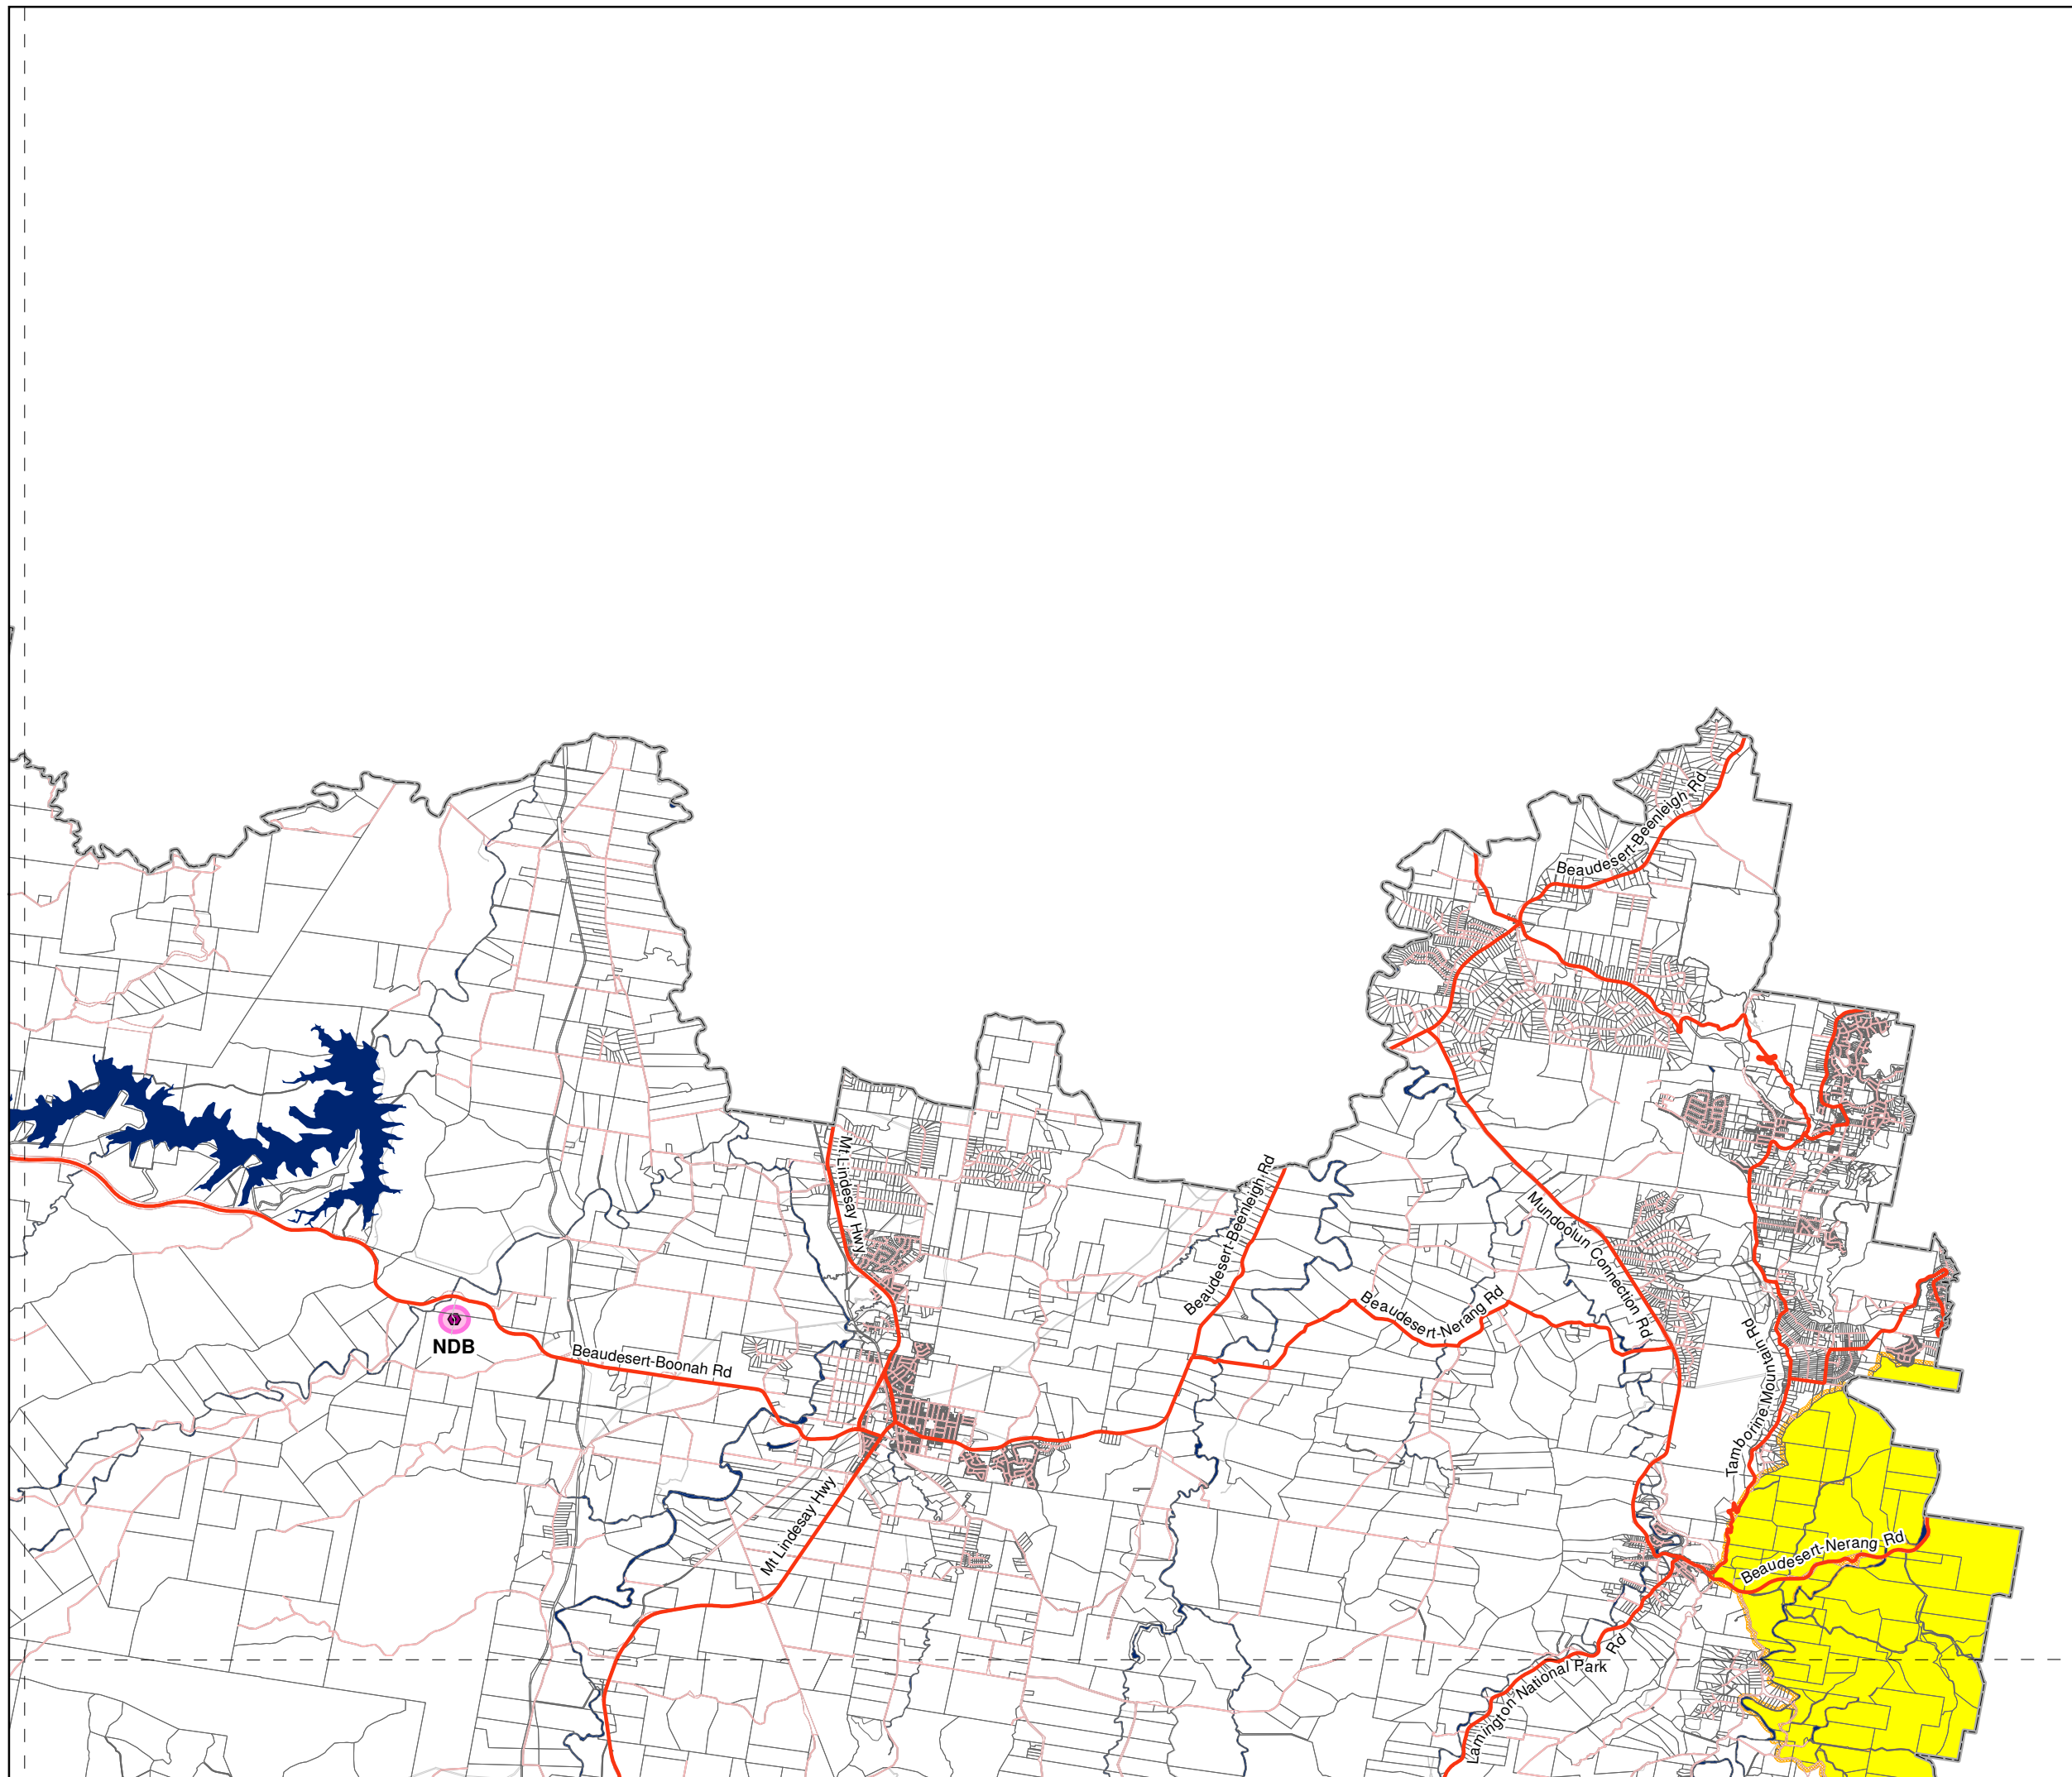 Beaudesert-Beenleigh Rd
Mt Lindesay Hwy
Beaudesert-Beenleigh Rd
Mundoolun Connection Rd
Beaudesert-Nerang Rd
NDB
Beaudesert-Boonah Rd
Tamborine Mountain Rd
Mt Lindesay Hwy
Beaudesert-Nerang Rd
Lamington National Park Rd